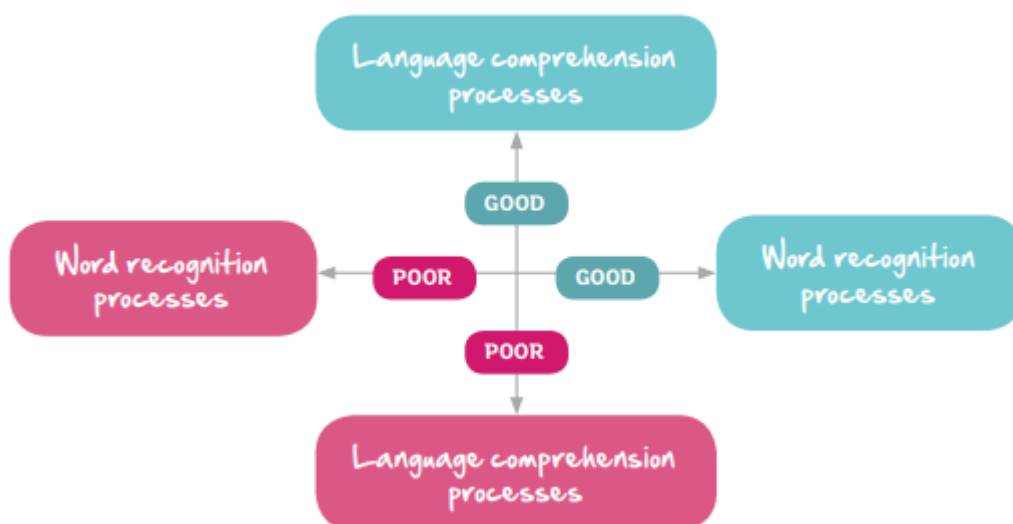 Language comprehension
processes
GOOD
Word recognition
processes
POOR
GOOD
Word recognition
processes
POOR
Language comprehension
processes